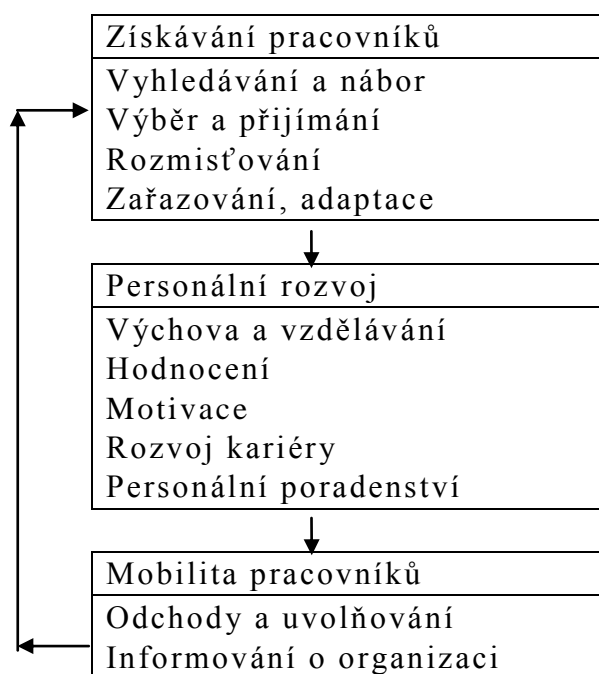 Získávání pracovníků
Vyhledávání a nábor
Výběr a přijímání
Rozmisťování
Zařazování, adaptace
Personální rozvoj
Výchova a vzdělávání
Hodnocení
Motivace
Rozvoj kariéry
Personální poradenství
Mobilita pracovníků
Odchody a uvolňování
Informování o organizaci